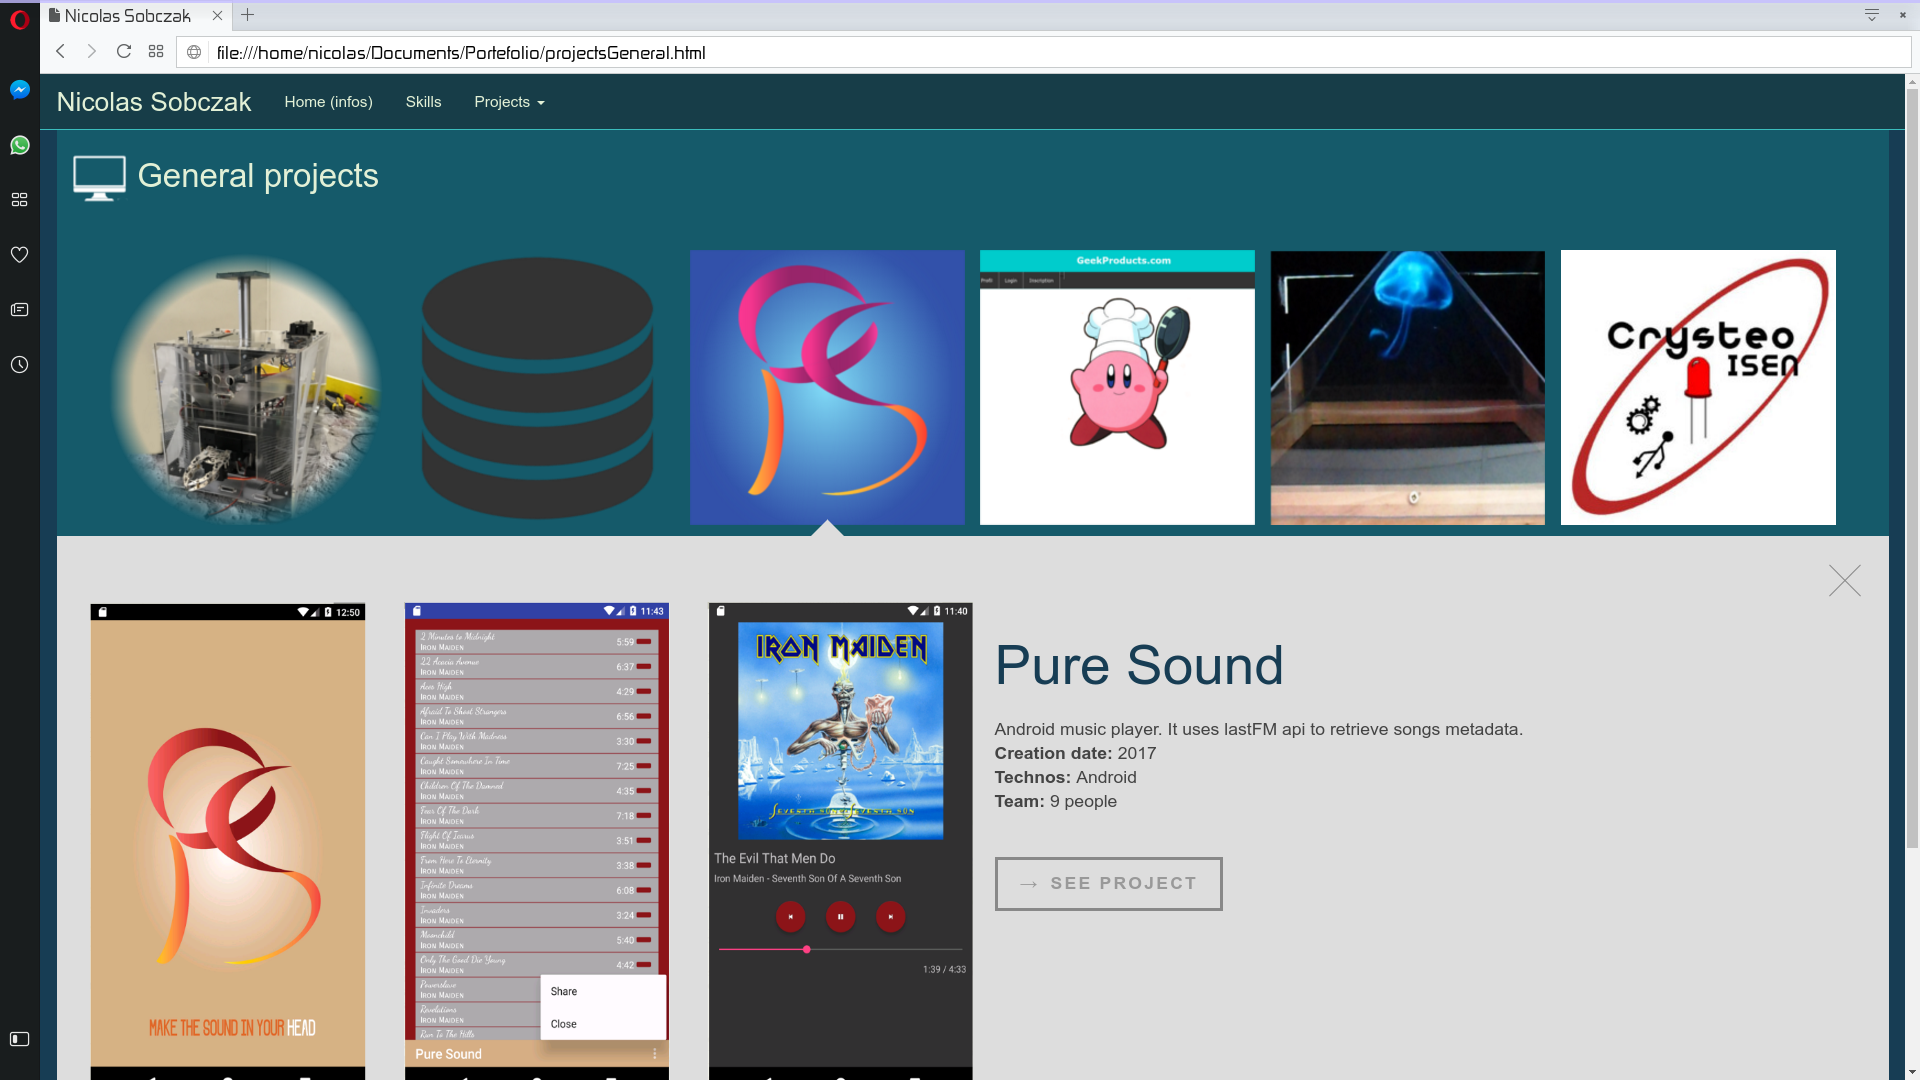 Nicolas Sobczak
file:///home/nicolas/Documents/Portefolio/projectsGeneral.html
Nicolas Sobczak
Home (infos)
Skills
Projects
General projects
GeekProducts.com
Profil
Login
Inscription
Crysteo
ISEN
12:50
MAKE THE SOUND IN YOUR HEAD
11:43
2 Minutes to Midnight
Iron Maiden
5:59
22 Acacia Avenue
Iron Maiden
6:37
Aces High
Iron Maiden
4:29
Afraid To Shoot Strangers
Iron Maiden
6:56
Can I Play With Madness
Iron Maiden
3:30
Caught Somewhere In Time
Iron Maiden
7:25
Children Of The Damned
Iron Maiden
4:35
Fear Of The Dark
Iron Maiden
7:18
Flight Of Icarus
Iron Maiden
3:51
From Here To Eternity
Iron Maiden
3:38
Infinite Dreams
Iron Maiden
6:08
Invaders
Iron Maiden
3:24
Moonchild
Iron Maiden
5:40
Only The Good Die Young
Iron Maiden
4:42
Powerslave
Iron Maiden
Revelations
Iron Maiden
Run To The Hills
Share
Close
Pure Sound
11:40
IRON MAIDEN
SEVENTH SON OF A SEVENTH SON
The Evil That Men Do
Iron Maiden - Seventh Son Of A Seventh Son
1:39 / 4:33
Pure Sound
Android music player. It uses lastFM api to retrieve songs metadata.
Creation date: 2017
Technos: Android
Team: 9 people
→ SEE PROJECT